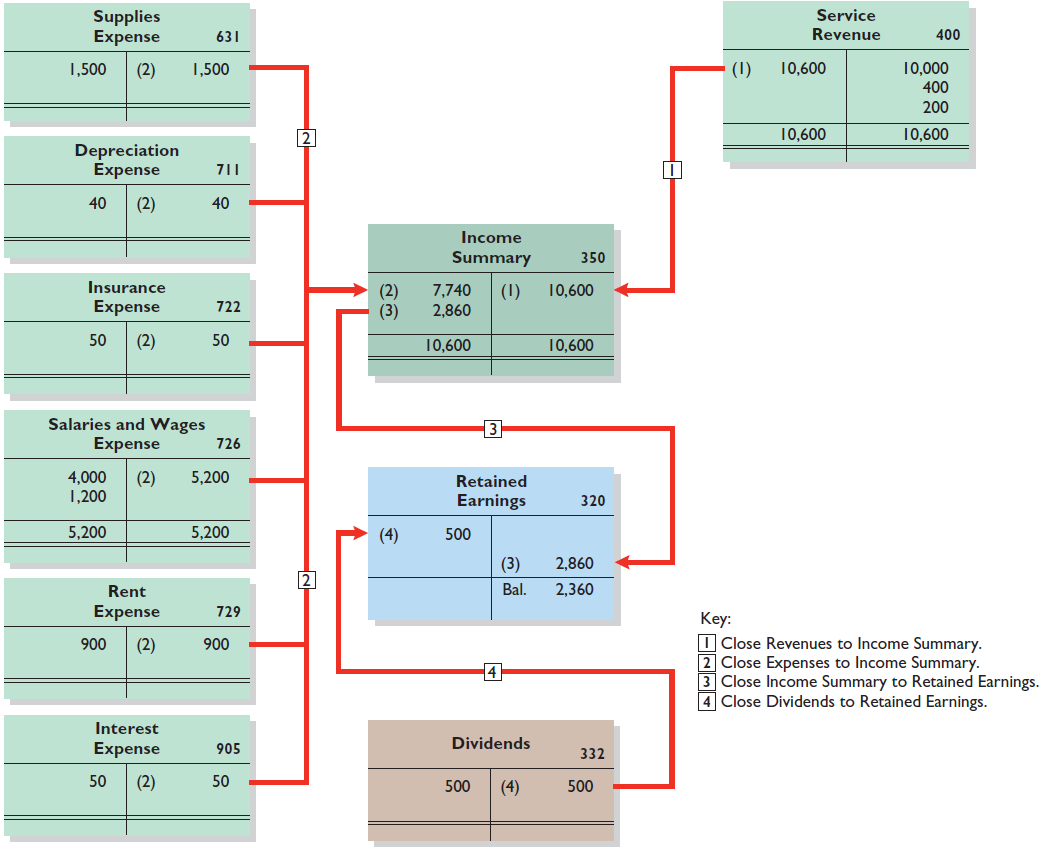 Supplies
Expense 631
1,500 (2) 1,500
Depreciation
Expense 711
40 (2) 40
Insurance
Expense 722
50 (2) 50
Salaries and Wages
Expense 726
4,000 (2) 5,200
1,200
5,200 5,200
Rent
Expense 729
900 (2) 900
Interest
Expense 905
50 (2) 50
2
2
Income
Summary 350
(2) 7,740 (1) 10,600
(3) 2,860
10,600 10,600
3
Retained
Earnings 320
(4) 500
(3) 2,860
Bal. 2,360
4
Dividends
332
500 (4) 500
Service
Revenue 400
(1) 10,600 10,000
400
200
10,600 10,600
1
Key:
1 Close Revenues to Income Summary.
2 Close Expenses to Income Summary.
3 Close Income Summary to Retained Earnings.
4 Close Dividends to Retained Earnings.